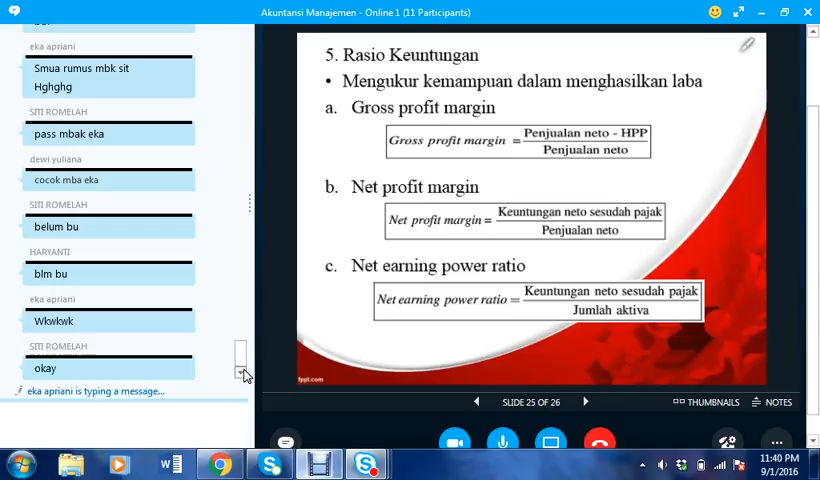 Akuntansi Manajemen - Online 1 (11 Participants)
eka apriani
Smua rumus mbk sit
Hghghg
SITI ROMELAH
pass mbak eka
dewi yuliana
cocok mba eka
SITI ROMELAH
belum bu
HARYANTI
blm bu
eka apriani
Wkwkwk
SITI ROMELAH
okay
eka apriani is typing a message...
5. Rasio Keuntungan
• Mengukur kemampuan dalam menghasilkan laba
a. Gross profit margin
Gross profit margin = Penjualan neto - HPP
Penjualan neto
b. Net profit margin
Net profit margin = Keuntungan neto sesudah pajak
Penjualan neto
c. Net earning power ratio
Net earning power ratio = Keuntungan neto sesudah pajak
Jumlah aktiva
fppt.com
SLIDE 25 OF 26
THUMBNAILS
NOTES
11:40 PM
9/1/2016